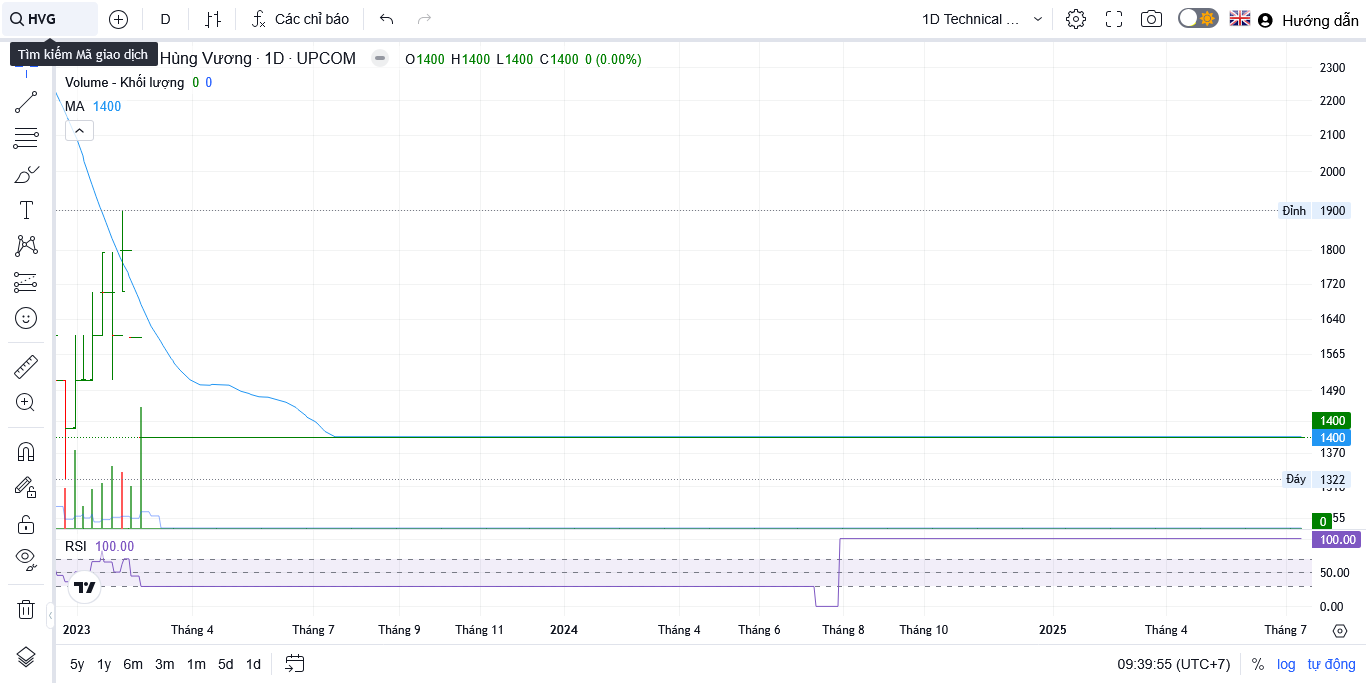 HVG D Các chỉ báo 1D Technical ... Hướng dẫn
Tìm kiếm Mã giao dịch
Hùng Vương · 1D · UPCOM O1400 H1400 L1400 C1400 0 (0.00%)
Volume - Khối lượng 0 0
MA 1400
2300
2200
2100
2000
Đỉnh 1900
1800
1720
1640
1565
1490
1400
1400
1370
Đáy 1322
0
55
RSI 100.00
100.00
50.00
0.00
2023 Tháng 4 Tháng 7 Tháng 9 Tháng 11 2024 Tháng 4 Tháng 6 Tháng 8 Tháng 10 2025 Tháng 4 Tháng 7
5y 1y 6m 3m 1m 5d 1d 09:39:55 (UTC+7) % log tự động